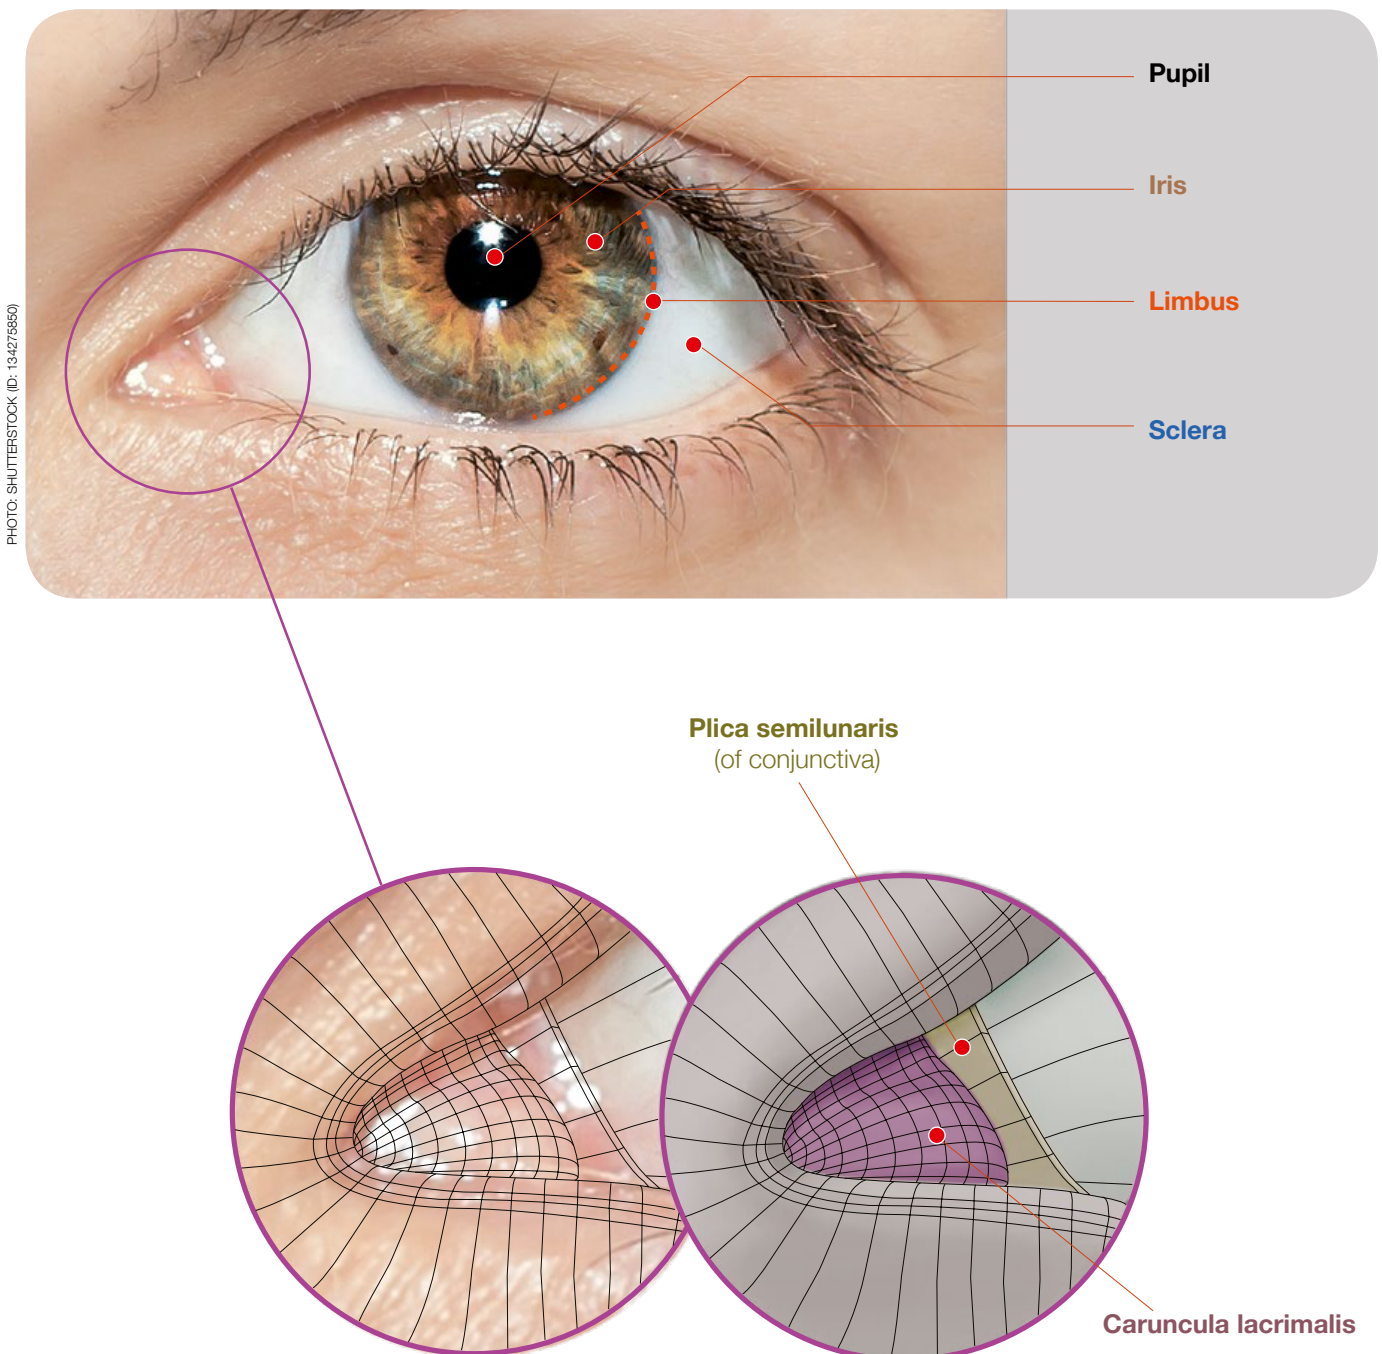 Pupil
Iris
Limbus
Sclera
PHOTO: SHUTTERSTOCK (ID: 134275850)
Plica semilunaris
(of conjunctiva)
Caruncula lacrimalis